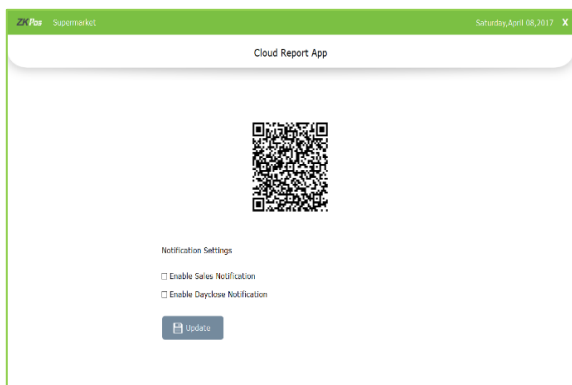 ZKPos Supermarket Saturday,April 08,2017 X
Cloud Report App
Notification Settings
Enable Sales Notification
Enable Dayclose Notification
Update